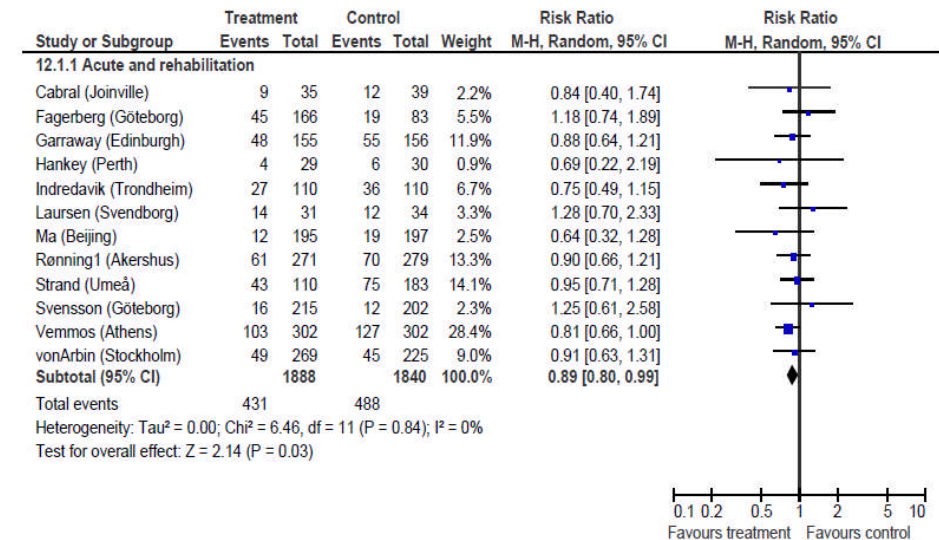 Treatment Control Risk Ratio Risk Ratio
Study or Subgroup Events Total Events Total Weight M-H, Random, 95% CI M-H, Random, 95% CI
12.1.1 Acute and rehabilitation
Cabral (Joinville) 9 35 12 39 2.2% 0.84 [0.40, 1.74]
Fagerberg (Göteborg) 45 166 19 83 5.5% 1.18 [0.74, 1.89]
Garraway (Edinburgh) 48 155 55 156 11.9% 0.88 [0.64, 1.21]
Hankey (Perth) 4 29 6 30 0.9% 0.69 [0.22, 2.19]
Indredavik (Trondheim) 27 110 36 110 6.7% 0.75 [0.49, 1.15]
Laursen (Svendborg) 14 31 12 34 3.3% 1.28 [0.70, 2.33]
Ma (Beijing) 12 195 19 197 2.5% 0.64 [0.32, 1.28]
Rønning1 (Akershus) 61 271 70 279 13.3% 0.90 [0.66, 1.21]
Strand (Umeå) 43 110 75 183 14.1% 0.95 [0.71, 1.28]
Svensson (Göteborg) 16 215 12 202 2.3% 1.25 [0.61, 2.58]
Vemmos (Athens) 103 302 127 302 28.4% 0.81 [0.66, 1.00]
vonArbin (Stockholm) 49 269 45 225 9.0% 0.91 [0.63, 1.31]
Subtotal (95% CI) 1888 1840 100.0% 0.89 [0.80, 0.99]
Total events 431 488
Heterogeneity: Tau² = 0.00; Chi² = 6.46, df = 11 (P = 0.84); I² = 0%
Test for overall effect: Z = 2.14 (P = 0.03)
0.1 0.2 0.5 1 2 5 10
Favours treatment Favours control